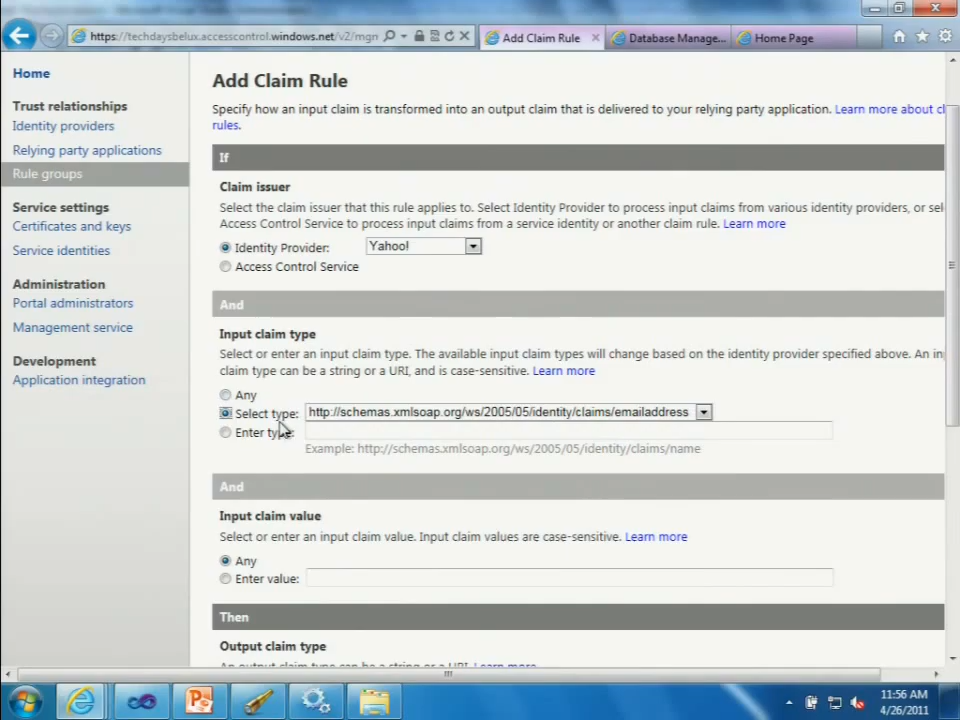 https://techdaysbelux.accesscontrol.windows.net/v2/mgn
Add Claim Rule
Database Manage...
Home Page
Home
Trust relationships
Identity providers
Relying party applications
Rule groups
Service settings
Certificates and keys
Service identities
Administration
Portal administrators
Management service
Development
Application integration
Add Claim Rule
Specify how an input claim is transformed into an output claim that is delivered to your relying party application. Learn more about cl
rules.
If
Claim issuer
Select the claim issuer that this rule applies to. Select Identity Provider to process input claims from various identity providers, or sel
Access Control Service to process input claims from a service identity or another claim rule. Learn more
Identity Provider: Yahoo!
Access Control Service
And
Input claim type
Select or enter an input claim type. The available input claim types will change based on the identity provider specified above. An in
claim type can be a string or a URI, and is case-sensitive. Learn more
Any
Select type: http://schemas.xmlsoap.org/ws/2005/05/identity/claims/emailaddress
Enter type:
Example: http://schemas.xmlsoap.org/ws/2005/05/identity/claims/name
And
Input claim value
Select or enter an input claim value. Input claim values are case-sensitive. Learn more
Any
Enter value:
Then
Output claim type
An output claim type can be a string or a URI. Learn more
11:56 AM
4/26/2011